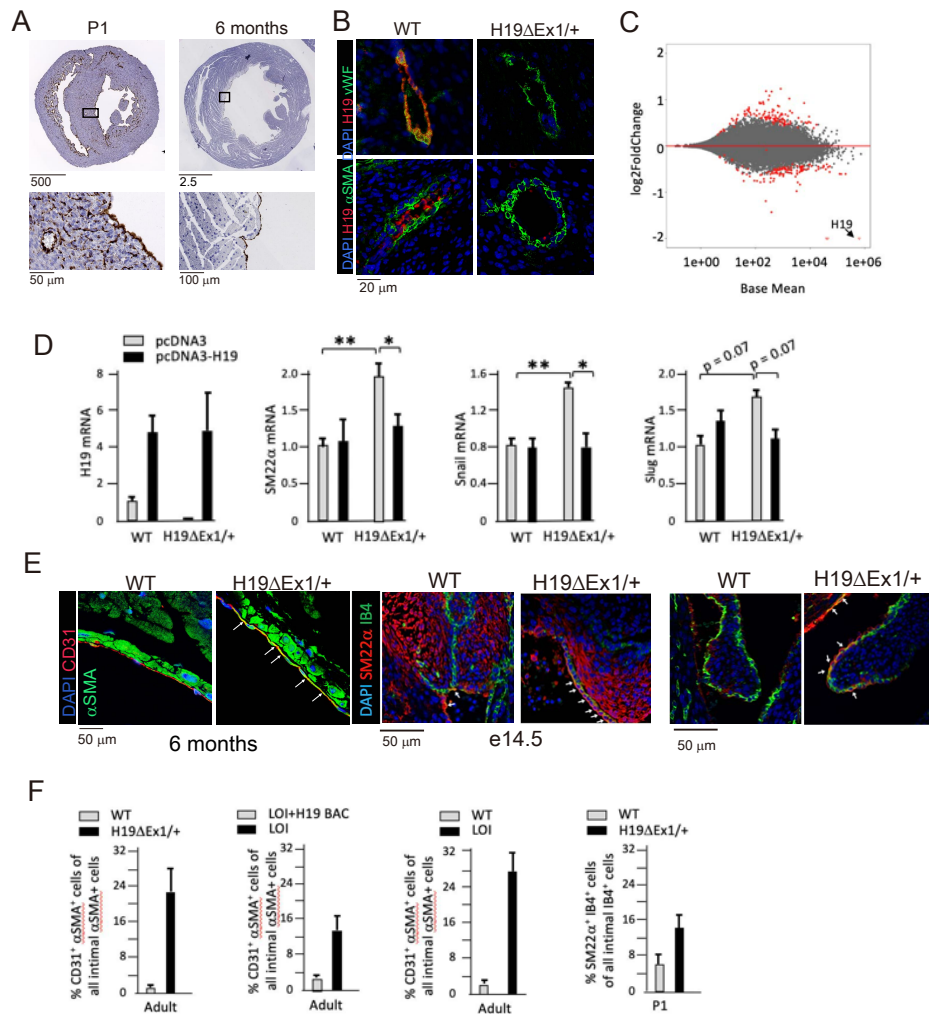 A
P1
6 months
500
2.5
50 μm
100 μm
B
WT
H19ΔEx1/+
DAPI H19 vWF
DAPI H19 αSMA
20 μm
C
log2FoldChange
2
1
0
-1
-2
H19
1e+00
1e+02
1e+04
1e+06
Base Mean
D
pcDNA3
pcDNA3-H19
H19 mRNA
8
6
4
2
0
WT
H19ΔEx1/+
SM22α mRNA
2.0
1.5
1.0
0.5
0
**
*
WT
H19ΔEx1/+
Snail mRNA
1.6
1.2
0.8
0.4
0
**
*
WT
H19ΔEx1/+
Slug mRNA
2.0
1.5
1.0
0.5
0
p = 0.07
p = 0.07
WT
H19ΔEx1/+
E
WT
H19ΔEx1/+
WT
H19ΔEx1/+
WT
H19ΔEx1/+
DAPI CD31
αSMA
DAPI SM22α IB4
50 μm
6 months
50 μm
e14.5
50 μm
F
WT
H19ΔEx1/+
% CD31⁺ αSMA⁺ cells of
all intimal αSMA+ cells
32
24
16
8
0
Adult
LOI+H19 BAC
LOI
% CD31⁺ αSMA⁺ cells of
all intimal αSMA+ cells
32
24
16
8
0
Adult
WT
LOI
% CD31⁺ αSMA⁺ cells of
all intimal αSMA+ cells
32
24
16
8
0
Adult
WT
H19ΔEx1/+
% SM22α⁺ IB4⁺ cells
of all intimal IB4⁺ cells
32
24
16
8
0
P1